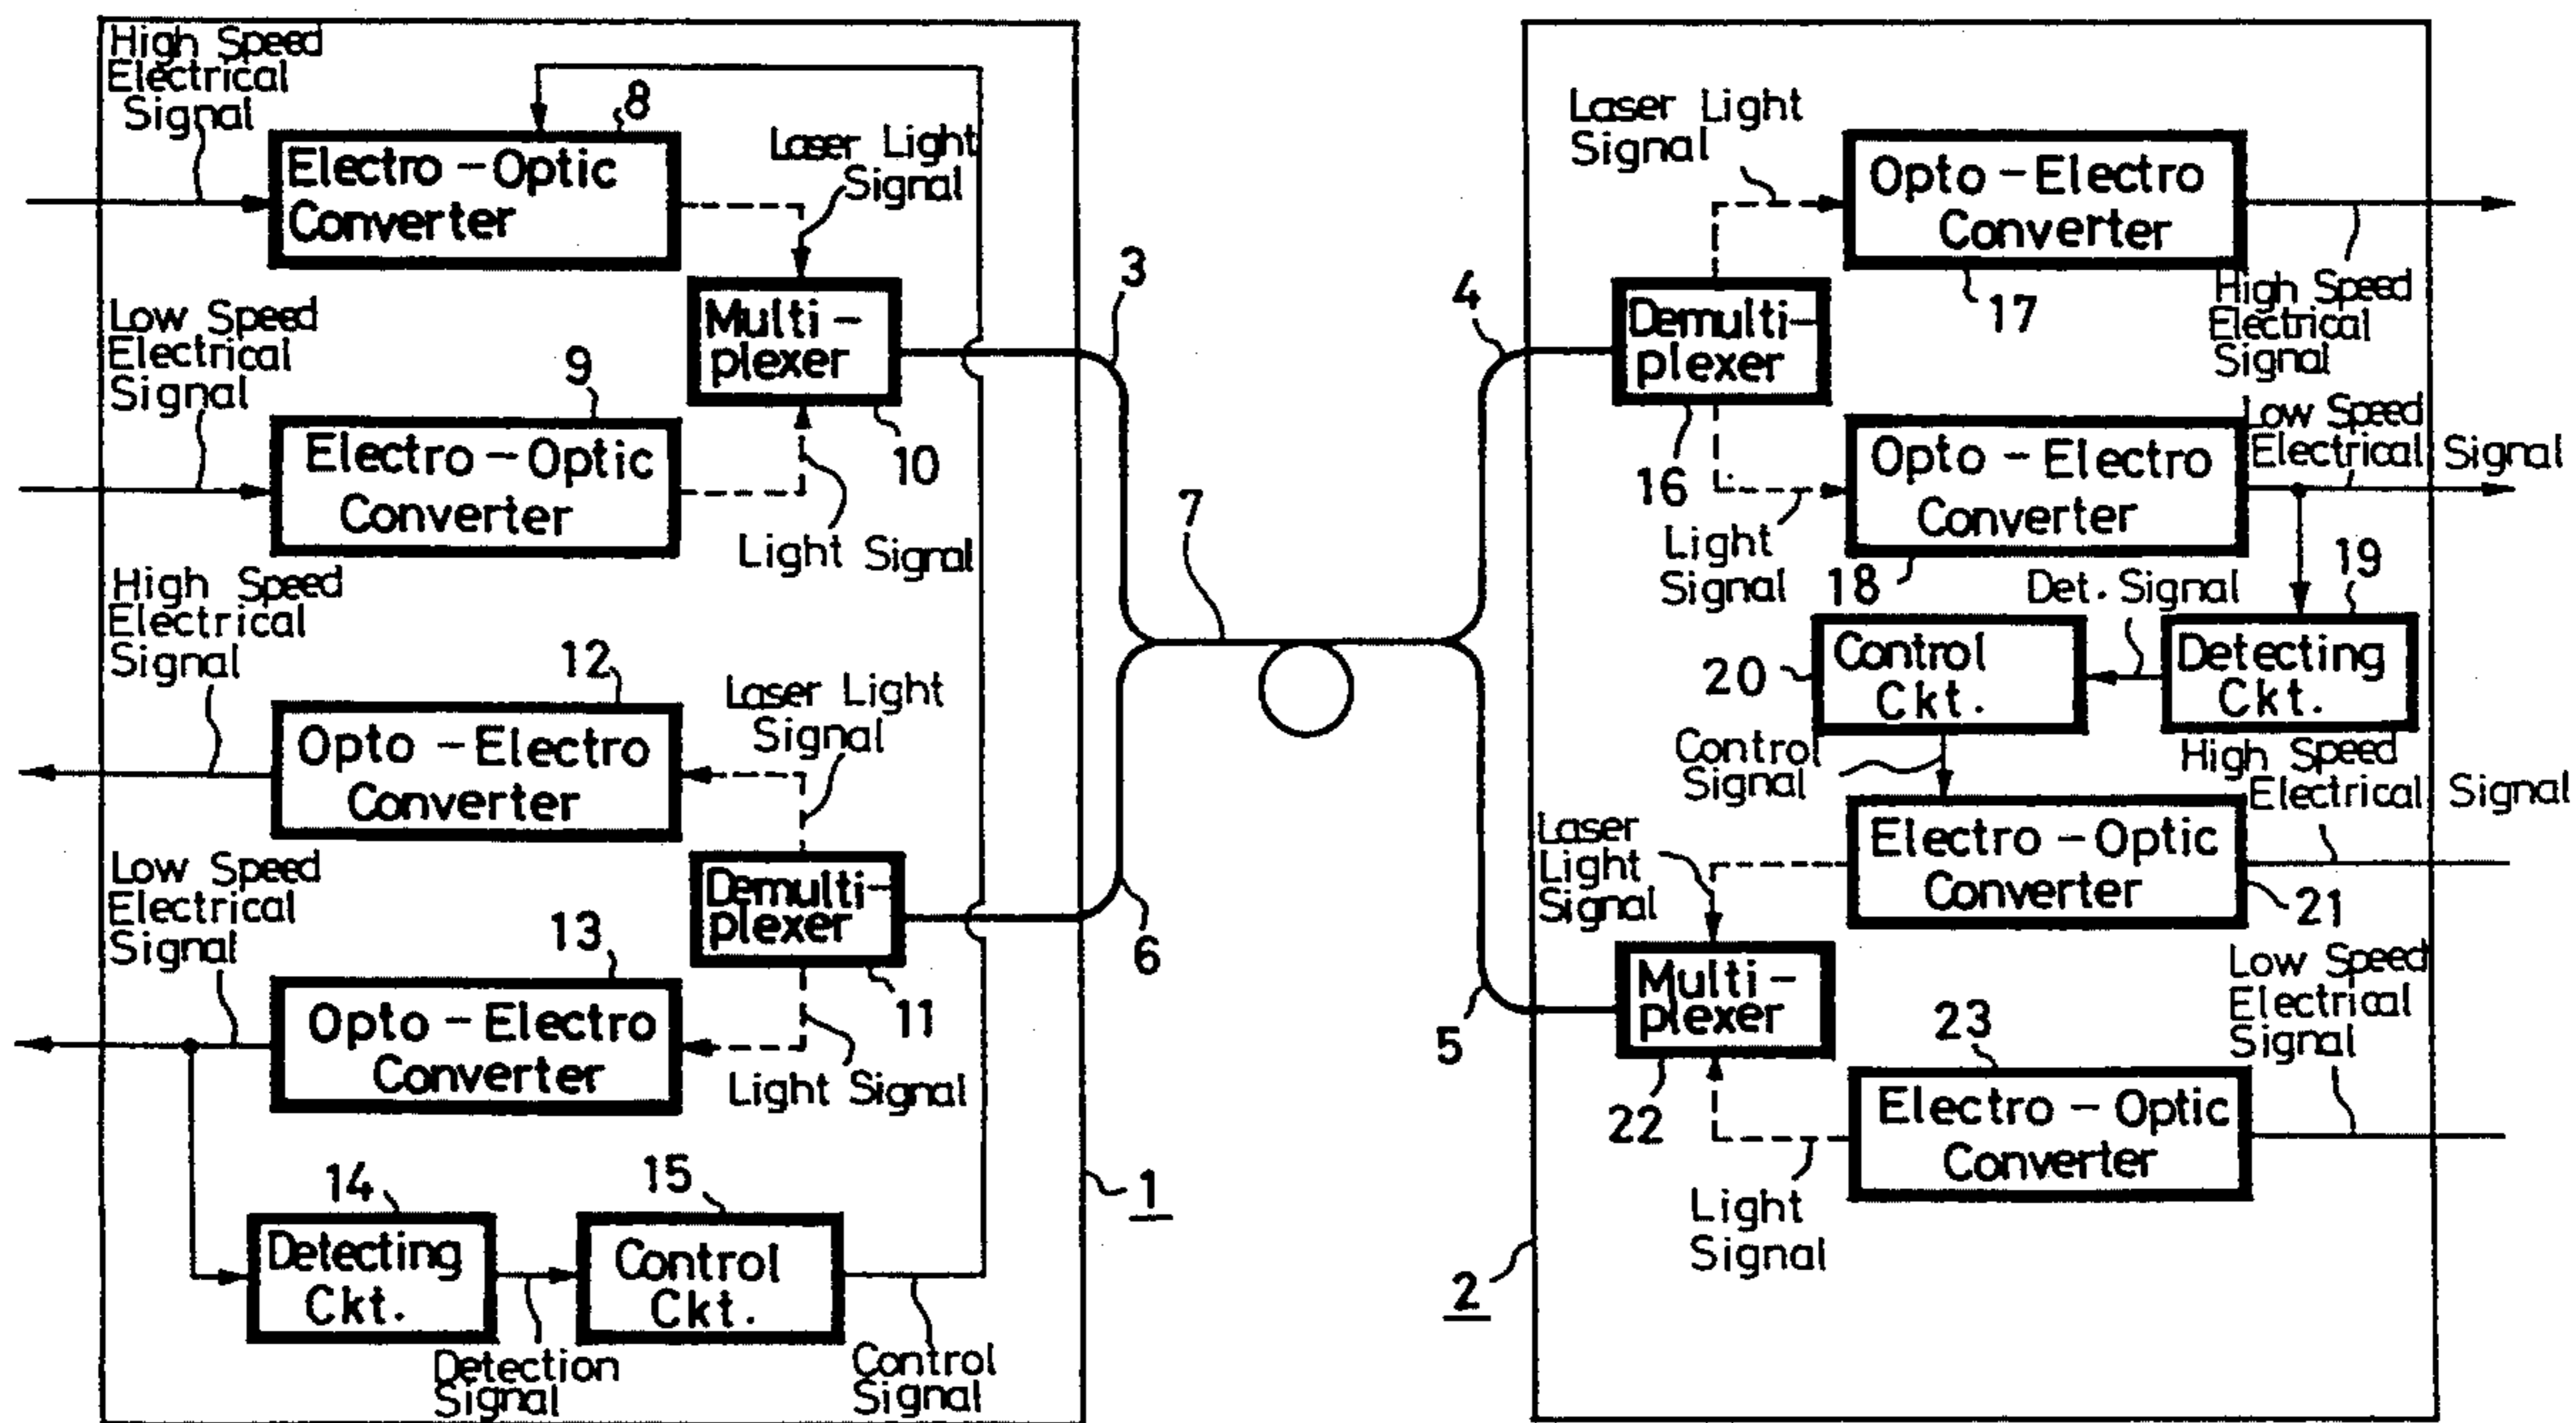 High Speed
Electrical
Signal
8
Electro-Optic
Converter
Laser Light
Signal
Multi-
plexer
10
3
Low Speed
Electrical
Signal
9
Electro-Optic
Converter
Light Signal
High Speed
Electrical
Signal
12
Opto-Electro
Converter
Laser Light
Signal
Demulti-
plexer
11
6
Low Speed
Electrical
Signal
13
Opto-Electro
Converter
Light Signal
14
Detecting
Ckt.
15
Control
Ckt.
Detection
Signal
Control
Signal
1
7
4
5
2
Laser Light
Signal
Opto-Electro
Converter
17
High Speed
Electrical
Signal
Demulti-
plexer
16
Low Speed
Electrical Signal
Opto-Electro
Converter
18
Light
Signal
Det. Signal
19
20
Control
Ckt.
Detecting
Ckt.
Control
Signal
High Speed
Electrical Signal
Laser
Light
Signal
Electro-Optic
Converter
21
Multi-
plexer
22
Low Speed
Electrical
Signal
23
Electro-Optic
Converter
Light
Signal